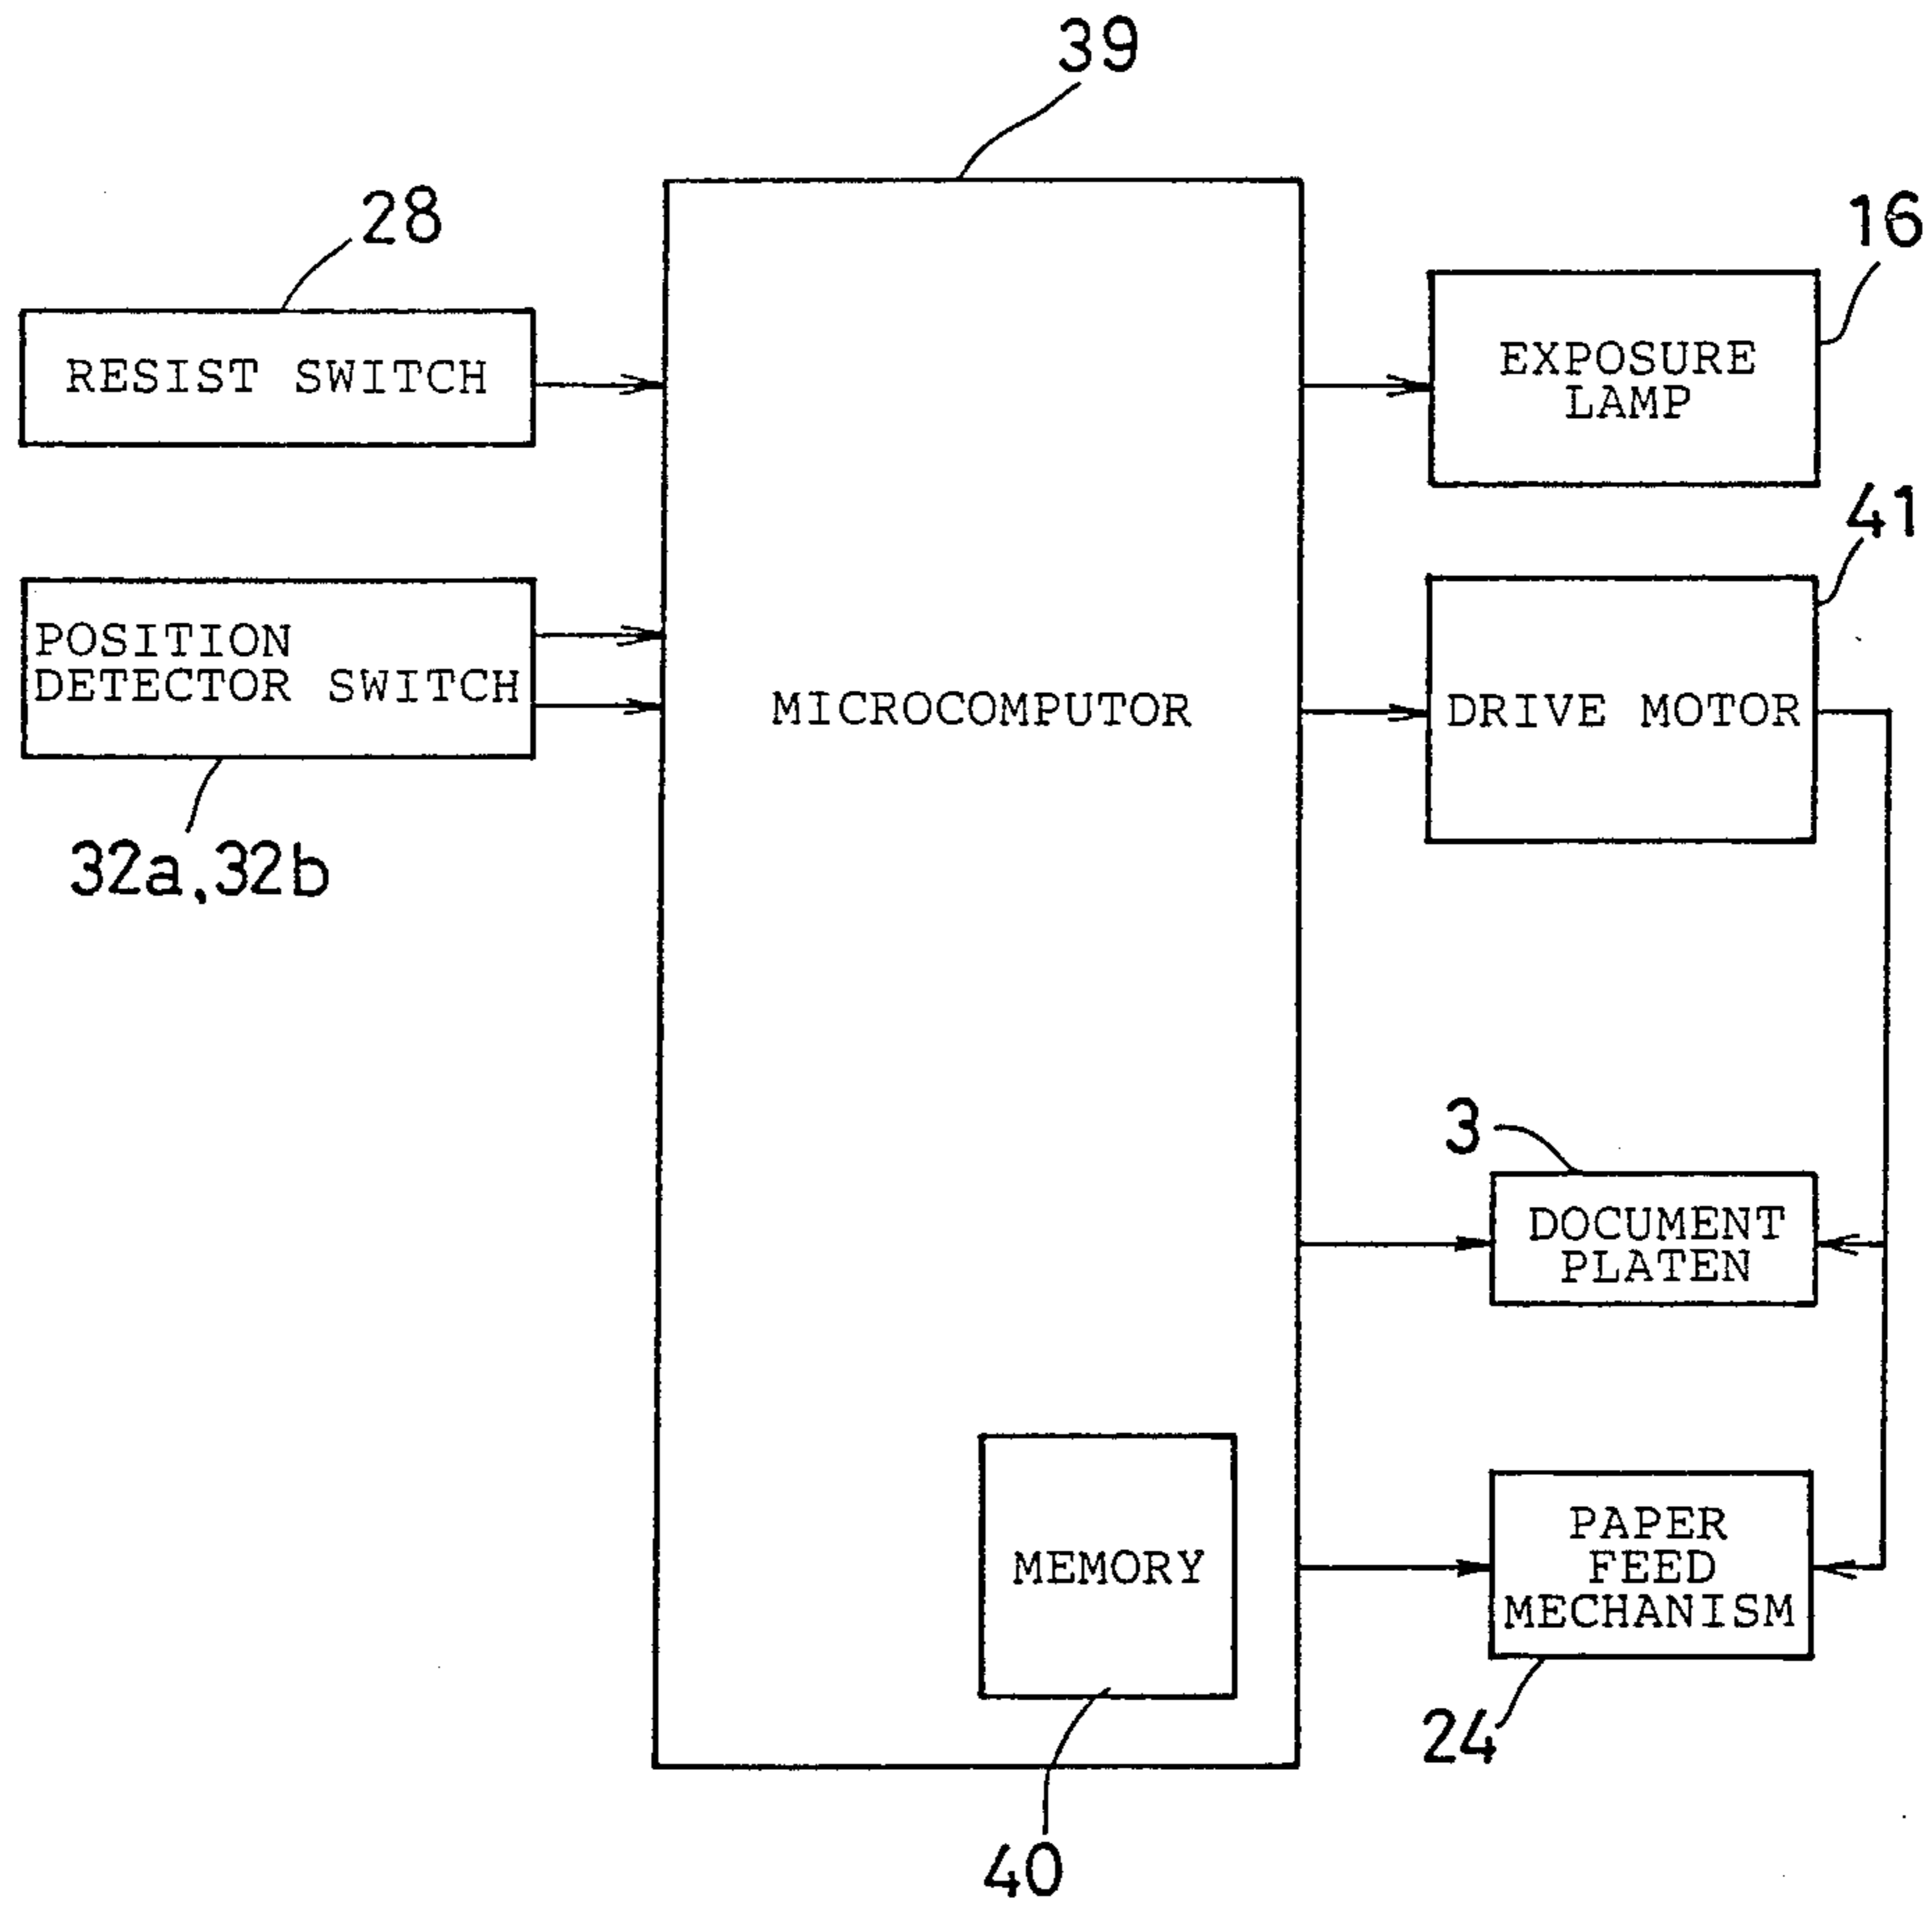 39
28
16
RESIST SWITCH
EXPOSURE
LAMP
41
POSITION
DETECTOR SWITCH
MICROCOMPUTOR
DRIVE MOTOR
32a,32b
3
DOCUMENT
PLATEN
MEMORY
PAPER
FEED
MECHANISM
24
40